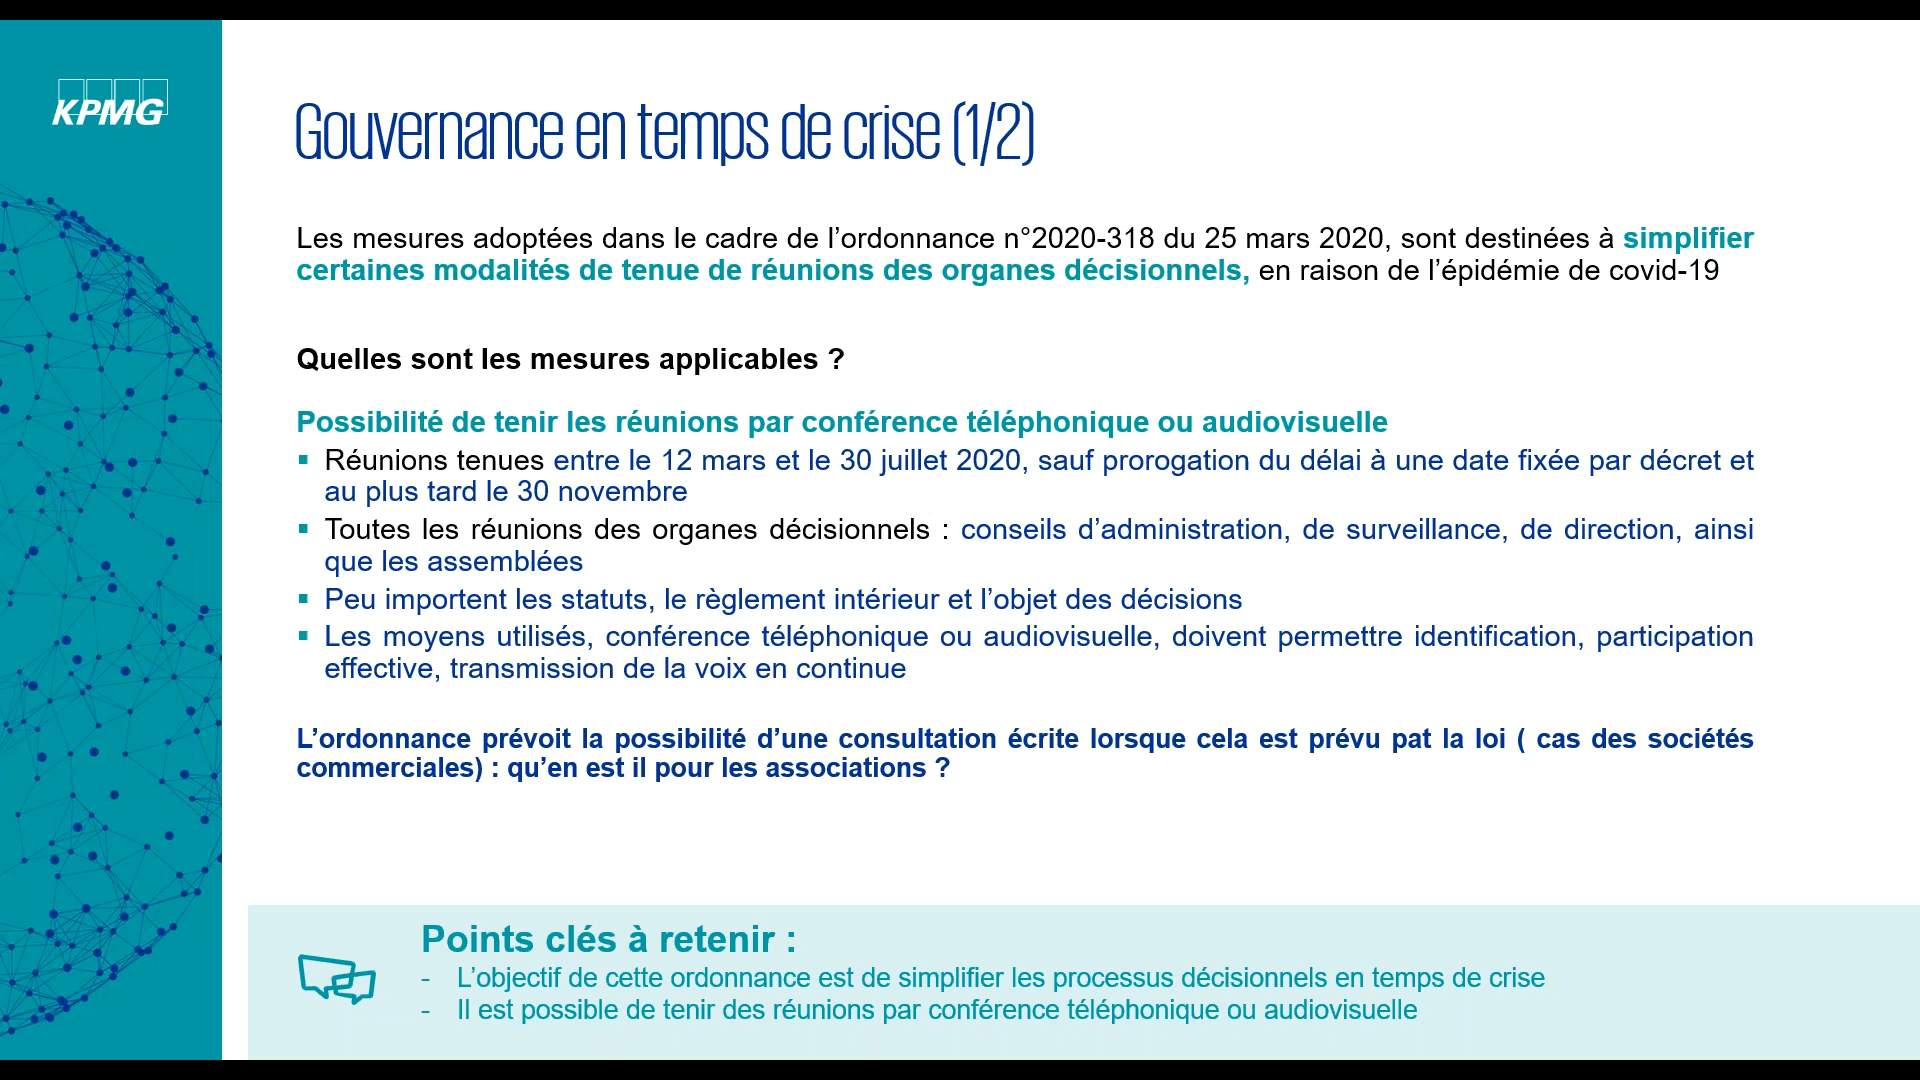 KPMG
Gouvernance en temps de crise (1/2)
Les mesures adoptées dans le cadre de l’ordonnance n°2020-318 du 25 mars 2020, sont destinées à simplifier
certaines modalités de tenue de réunions des organes décisionnels, en raison de l’épidémie de covid-19
Quelles sont les mesures applicables ?
Possibilité de tenir les réunions par conférence téléphonique ou audiovisuelle
▪ Réunions tenues entre le 12 mars et le 30 juillet 2020, sauf prorogation du délai à une date fixée par décret et
au plus tard le 30 novembre
▪ Toutes les réunions des organes décisionnels : conseils d’administration, de surveillance, de direction, ainsi
que les assemblées
▪ Peu importent les statuts, le règlement intérieur et l’objet des décisions
▪ Les moyens utilisés, conférence téléphonique ou audiovisuelle, doivent permettre identification, participation
effective, transmission de la voix en continue
L’ordonnance prévoit la possibilité d’une consultation écrite lorsque cela est prévu pat la loi ( cas des sociétés
commerciales) : qu’en est il pour les associations ?
Points clés à retenir :
- L’objectif de cette ordonnance est de simplifier les processus décisionnels en temps de crise
- Il est possible de tenir des réunions par conférence téléphonique ou audiovisuelle